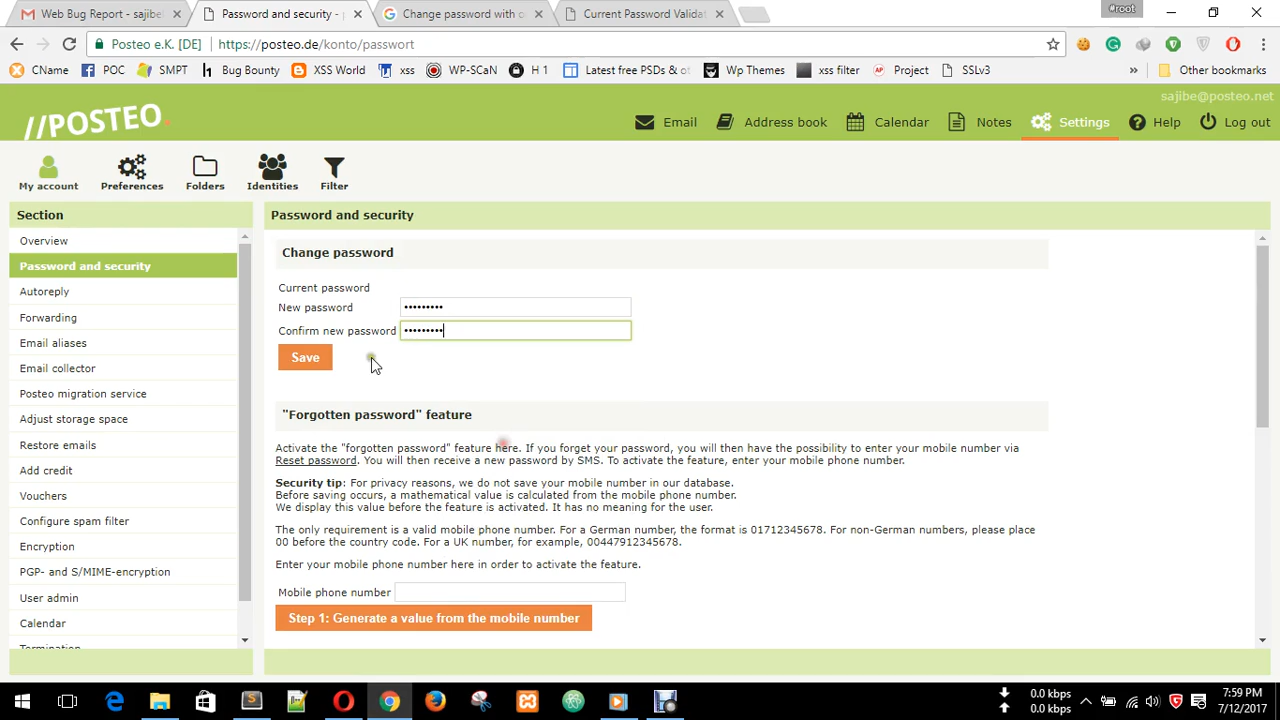 Web Bug Report - sajibe
Password and security -
Change password with o
Current Password Valida
#root
Posteo e.K. [DE]
https://posteo.de/konto/passwort
CName
POC
SMPT
Bug Bounty
XSS World
xss
WP-SCaN
H 1
Latest free PSDs & ot
Wp Themes
xss filter
Project
SSLv3
Other bookmarks
//POSTEO
sajibe@posteo.net
Email
Address book
Calendar
Notes
Settings
Help
Log out
My account
Preferences
Folders
Identities
Filter
Section
Overview
Password and security
Autoreply
Forwarding
Email aliases
Email collector
Posteo migration service
Adjust storage space
Restore emails
Add credit
Vouchers
Configure spam filter
Encryption
PGP- and S/MIME-encryption
User admin
Calendar
Termination
Password and security
Change password
Current password
New password •••••••••
Confirm new password •••••••••
Save
"Forgotten password" feature
Activate the "forgotten password" feature here. If you forget your password, you will then have the possibility to enter your mobile number via
Reset password. You will then receive a new password by SMS. To activate the feature, enter your mobile phone number.
Security tip: For privacy reasons, we do not save your mobile number in our database.
Before saving occurs, a mathematical value is calculated from the mobile phone number.
We display this value before the feature is activated. It has no meaning for the user.
The only requirement is a valid mobile phone number. For a German number, the format is 01712345678. For non-German numbers, please place
00 before the country code. For a UK number, for example, 00447912345678.
Enter your mobile phone number here in order to activate the feature.
Mobile phone number
Step 1: Generate a value from the mobile number
0.0 kbps
0.0 kbps
7:59 PM
7/12/2017